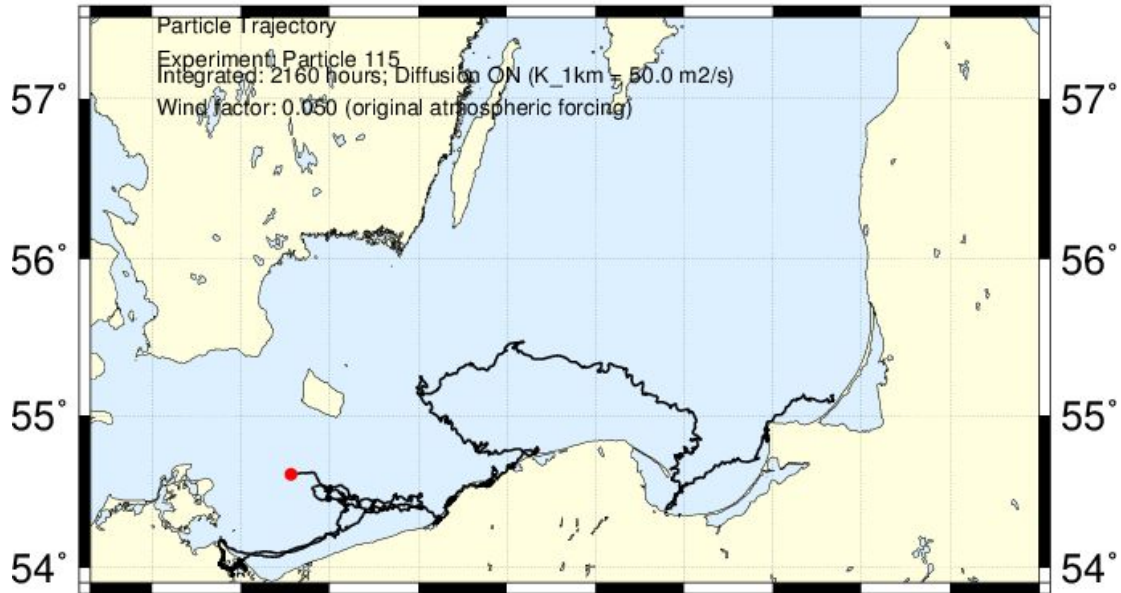 Particle Trajectory
Experiment: Particle 115
Integrated: 2160 hours; Diffusion ON (K_1km = 50.0 m2/s)
Wind factor: 0.050 (original atmospheric forcing)
57° 57°
56° 56°
55° 55°
54° 54°